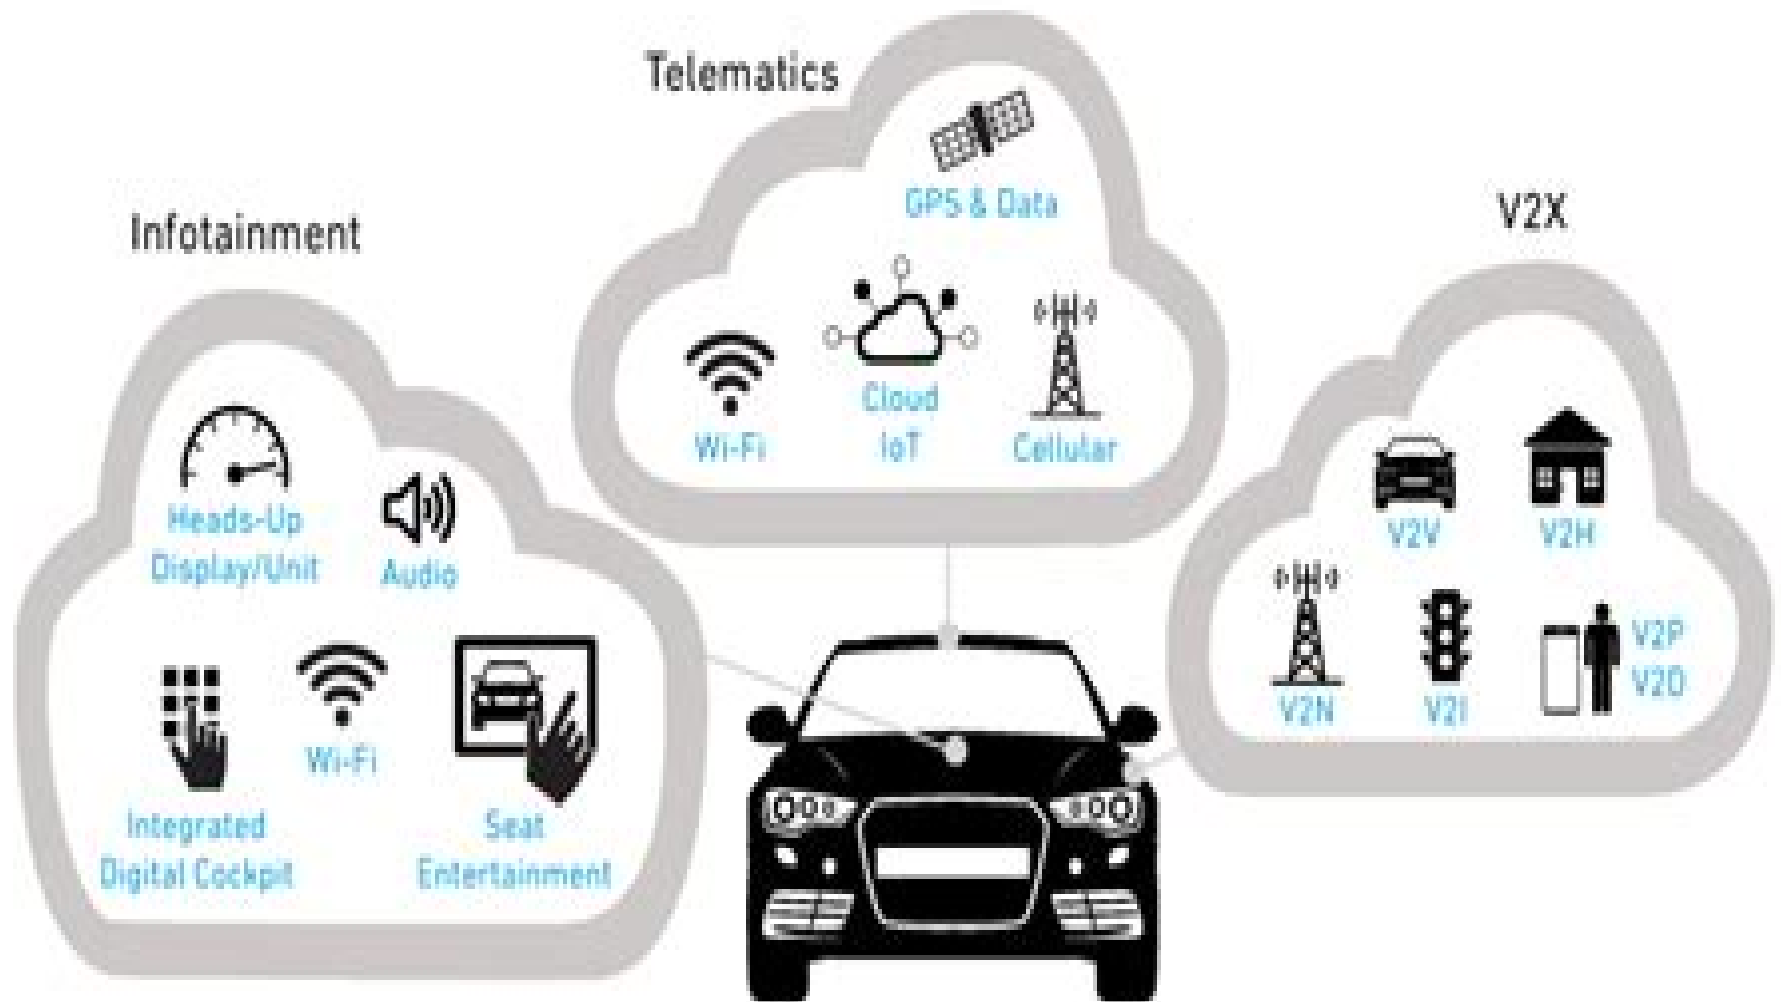 Telematics
GPS & Data
Wi-Fi
Cloud
IoT
Cellular
Infotainment
Heads-Up
Display/Unit
Audio
Integrated
Digital Cockpit
Wi-Fi
Seat
Entertainment
V2X
V2V
V2H
V2N
V2I
V2P
V2D